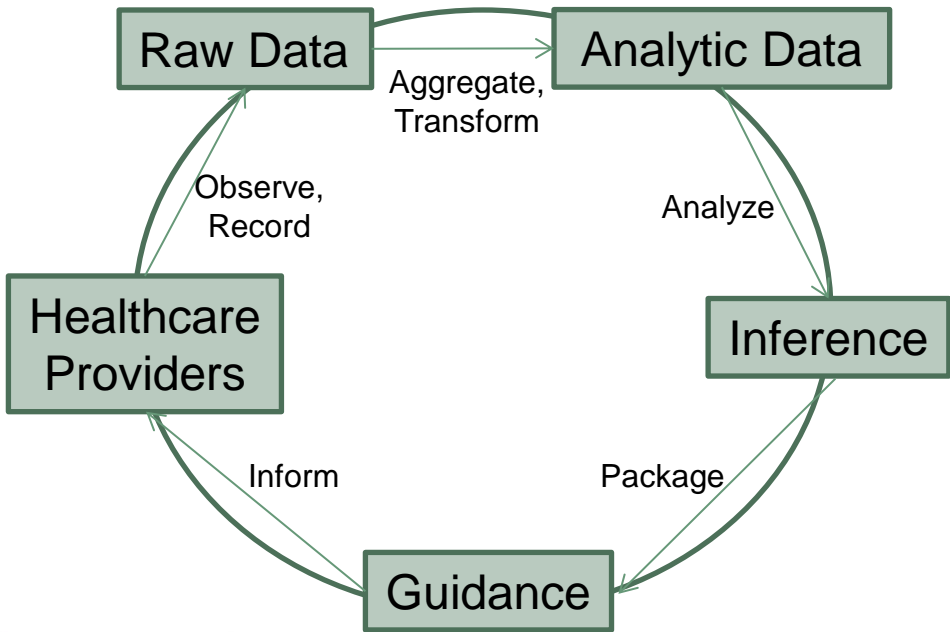 Raw Data
Analytic Data
Aggregate,
Transform
Observe,
Record
Analyze
Healthcare
Providers
Inference
Inform
Package
Guidance